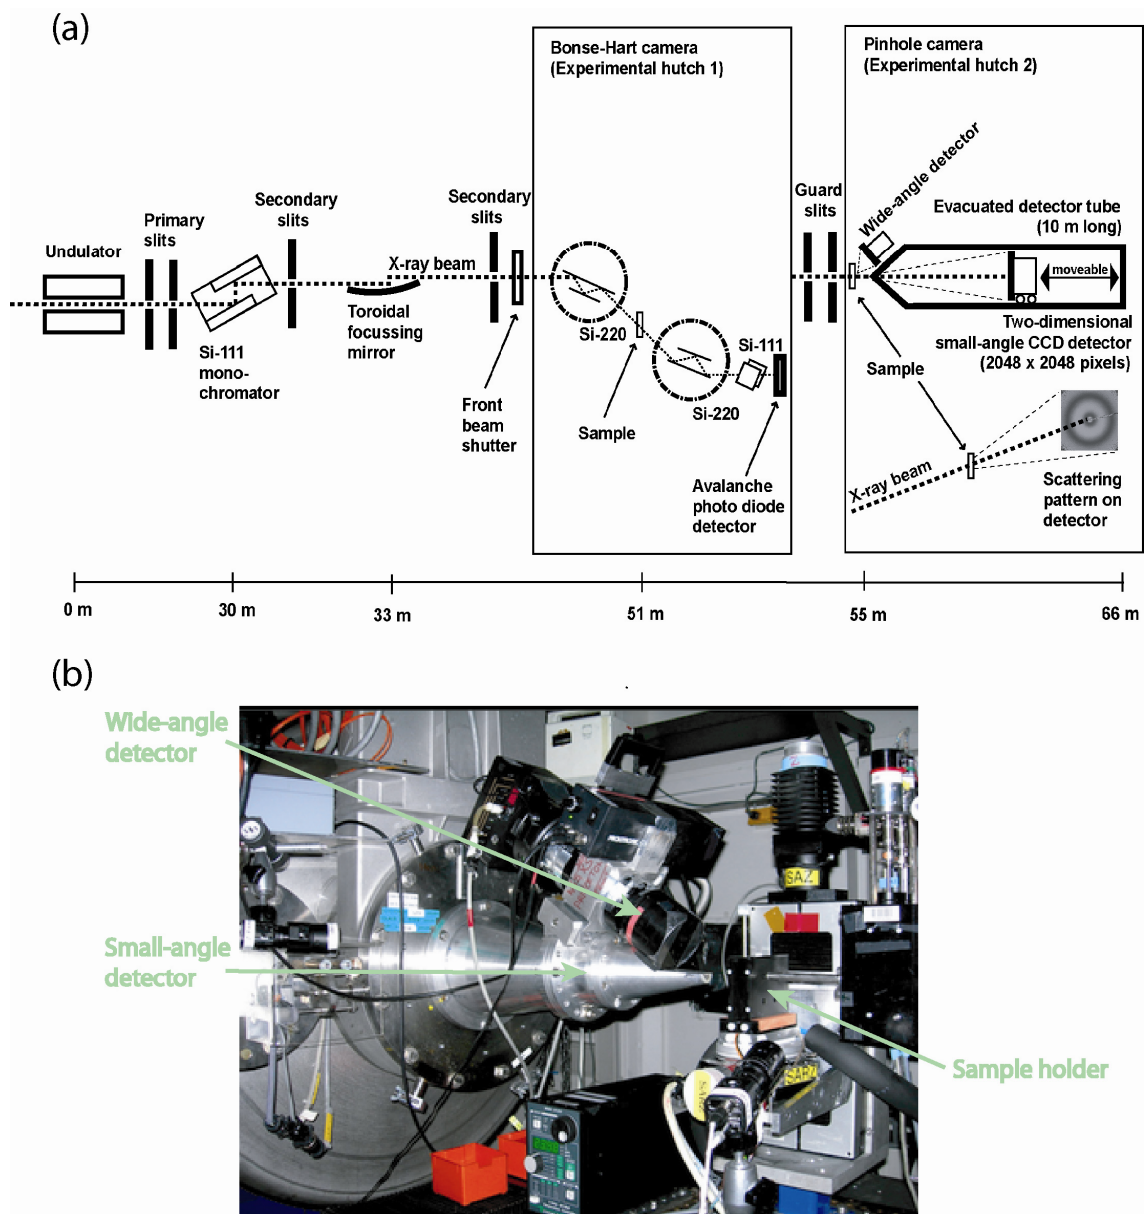 (a)
Bonse-Hart camera
(Experimental hutch 1)
Pinhole camera
(Experimental hutch 2)
Undulator
Primary
slits
Si-111
mono-
chromator
Secondary
slits
Toroidal
focussing
mirror
X-ray beam
Secondary
slits
Front
beam
shutter
Si-220
Sample
Si-220
Si-111
Avalanche
photo diode
detector
Guard
slits
Wide-angle detector
Evacuated detector tube
(10 m long)
moveable
Two-dimensional
small-angle CCD detector
(2048 x 2048 pixels)
Sample
X-ray beam
Scattering
pattern on
detector
0 m
30 m
33 m
51 m
55 m
66 m
(b)
Wide-angle
detector
Small-angle
detector
Sample holder
SAZ